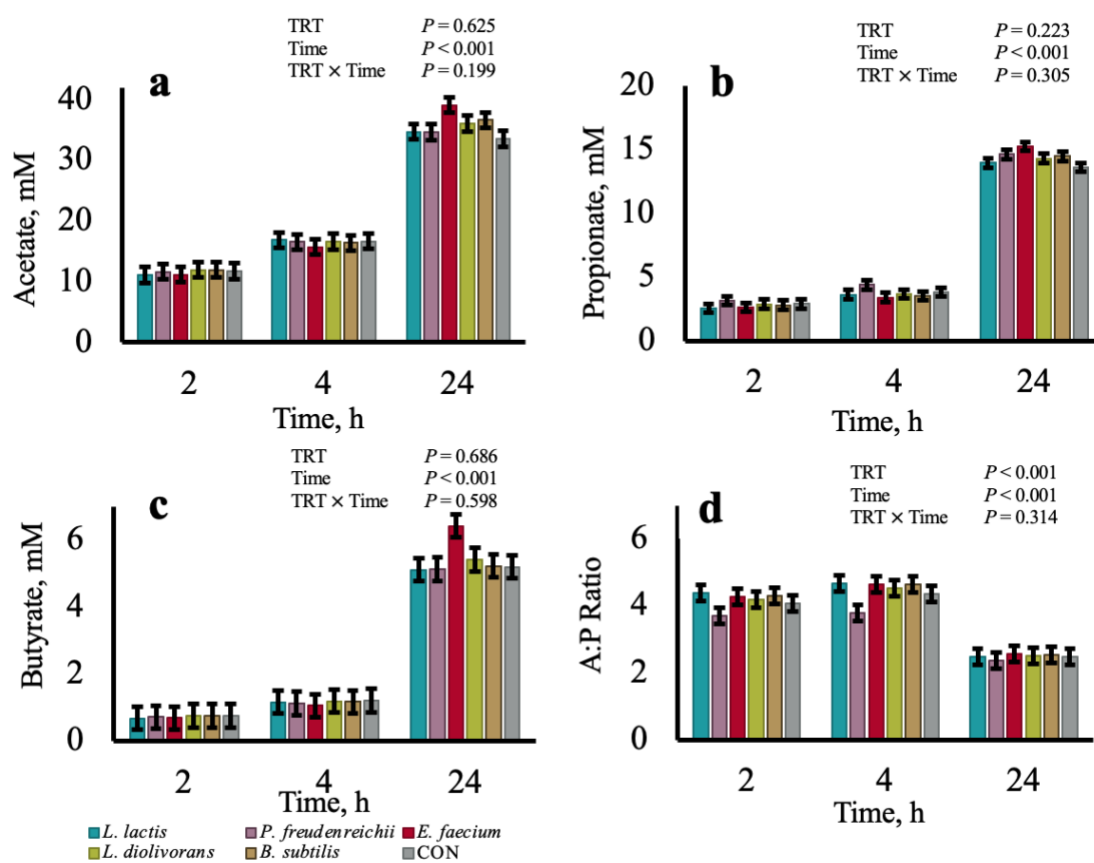 TRT P = 0.625
Time P < 0.001
TRT × Time P = 0.199
a
Acetate, mM
40
30
20
10
0
2 4 24
Time, h
TRT P = 0.223
Time P < 0.001
TRT × Time P = 0.305
b
Propionate, mM
20
15
10
5
0
2 4 24
Time, h
TRT P = 0.686
Time P < 0.001
TRT × Time P = 0.598
c
Butyrate, mM
6
4
2
0
2 4 24
Time, h
TRT P < 0.001
Time P < 0.001
TRT × Time P = 0.314
d
A:P Ratio
6
4
2
0
2 4 24
Time, h
L. lactis P. freudenreichii E. faecium
L. diolivorans B. subtilis CON